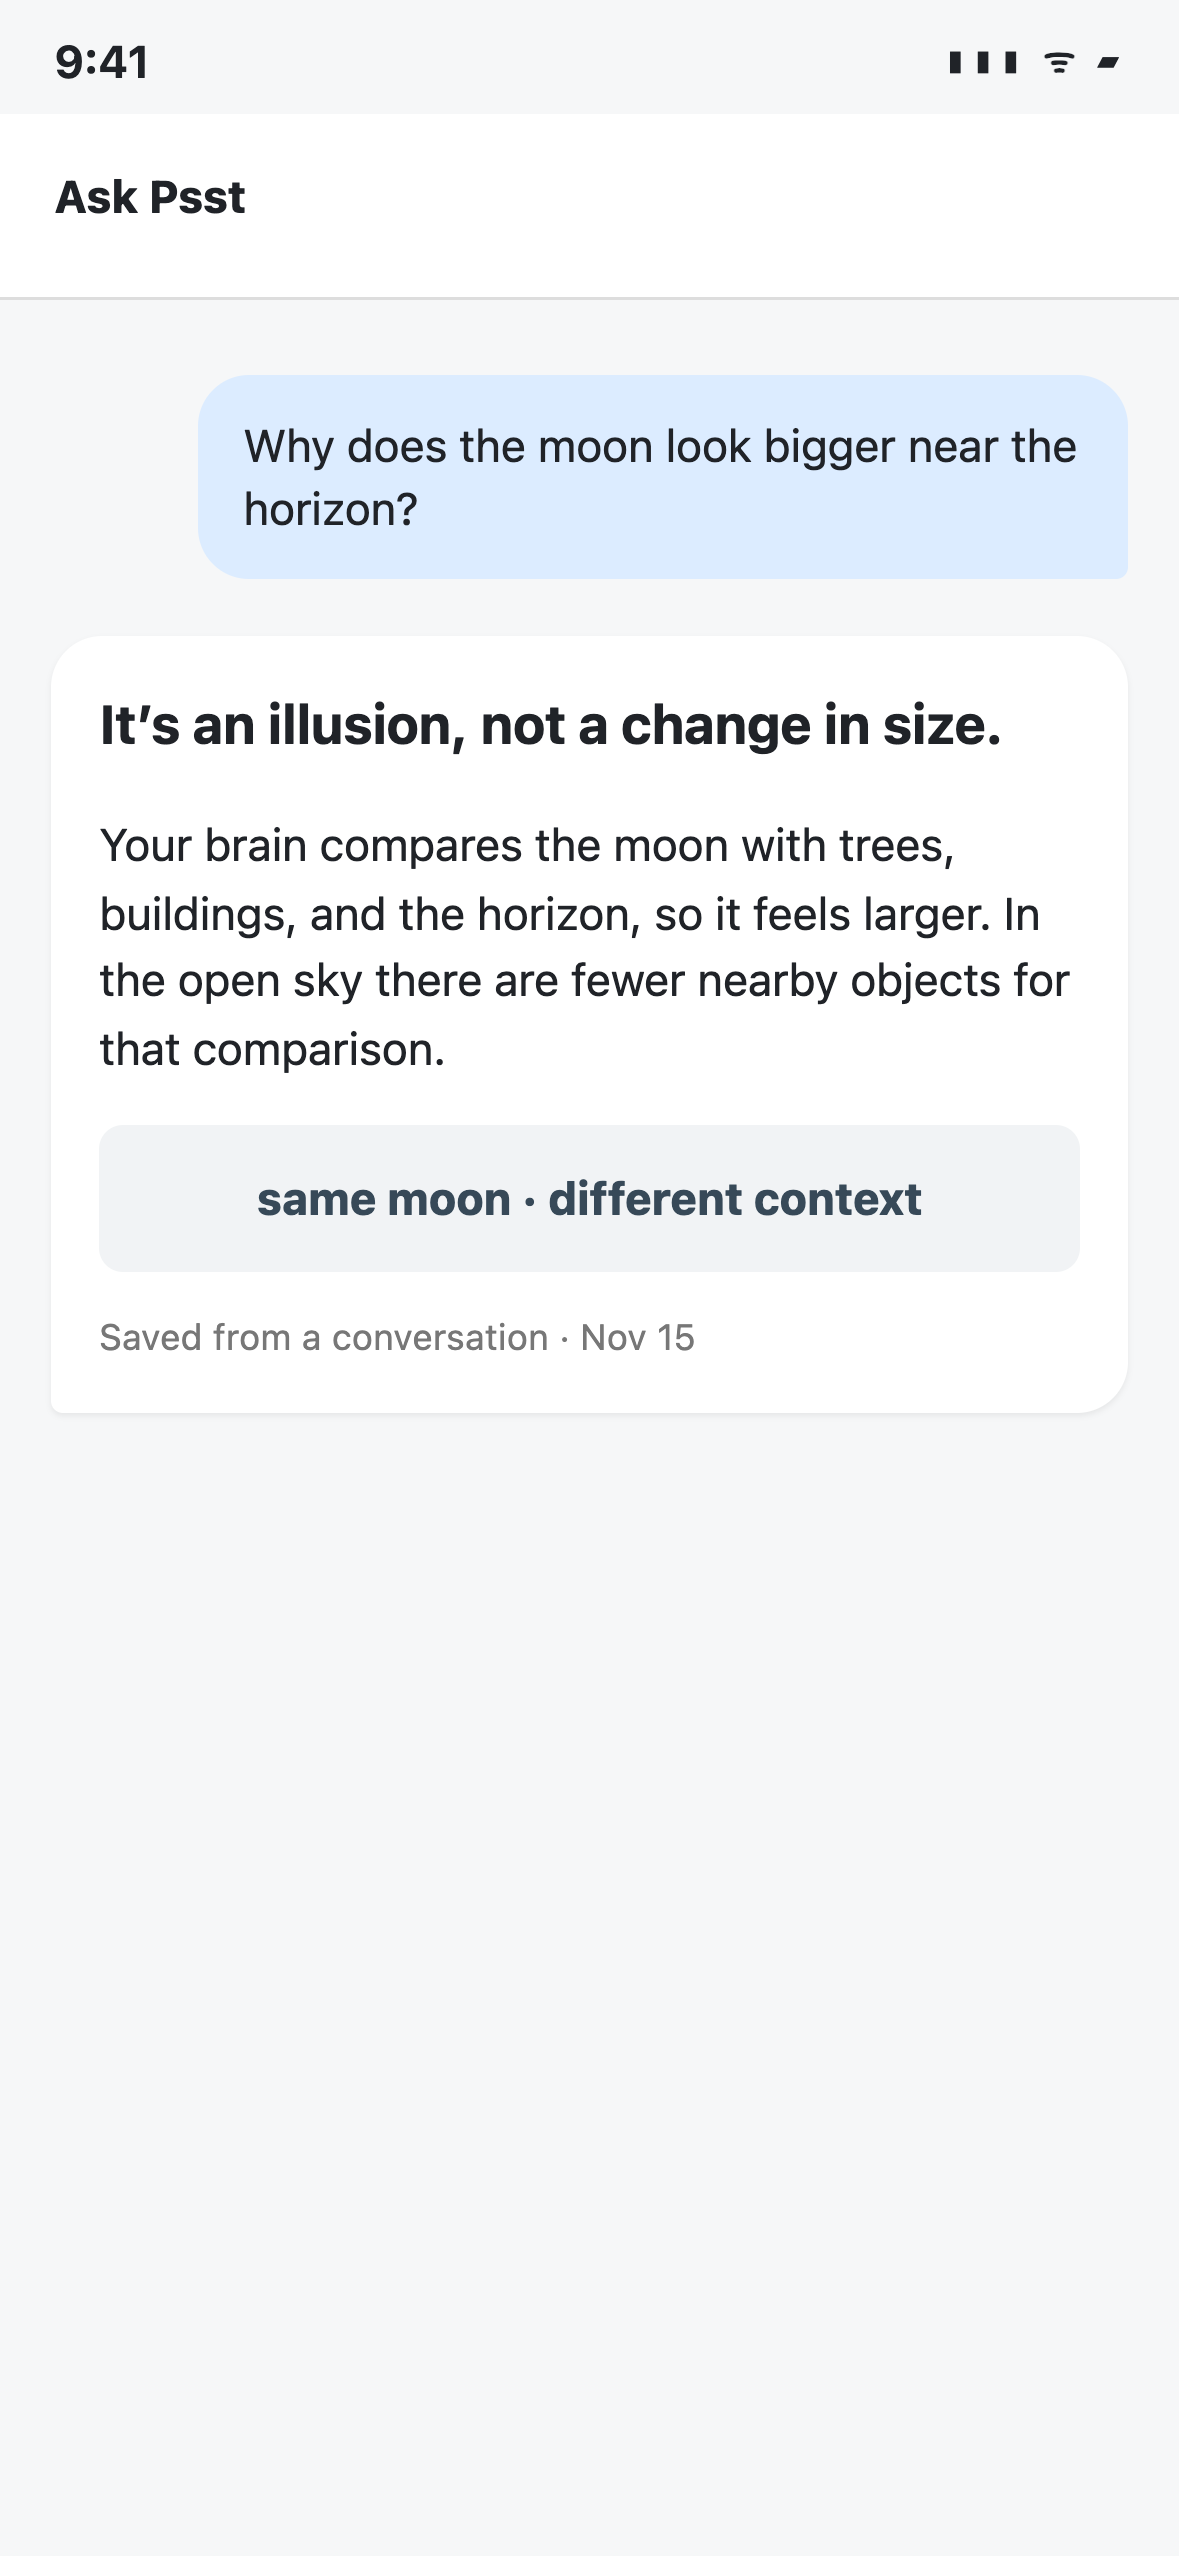 9:41
Ask Psst
Why does the moon look bigger near the
horizon?
It’s an illusion, not a change in size.
Your brain compares the moon with trees,
buildings, and the horizon, so it feels larger. In
the open sky there are fewer nearby objects for
that comparison.
same moon · different context
Saved from a conversation · Nov 15